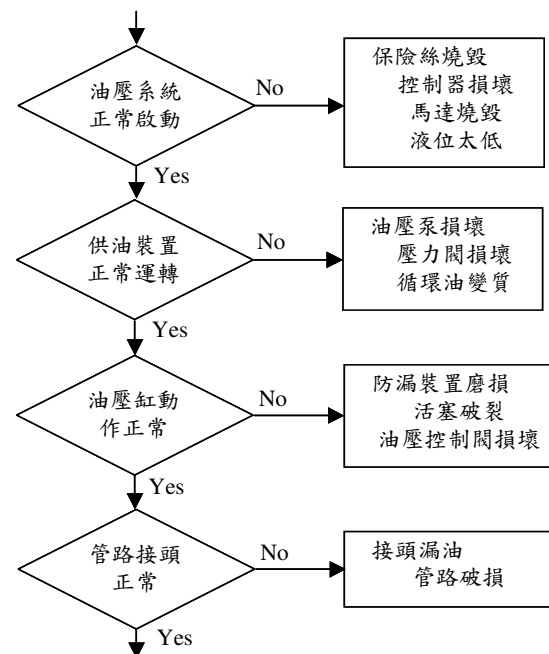 油壓系統
正常啟動
No
保險絲燒毀
控制器損壞
馬達燒毀
液位太低
Yes
供油裝置
正常運轉
No
油壓泵損壞
壓力閥損壞
循環油變質
Yes
油壓缸動
作正常
No
防漏裝置磨損
活塞破裂
油壓控制閥損壞
Yes
管路接頭
正常
No
接頭漏油
管路破損
Yes